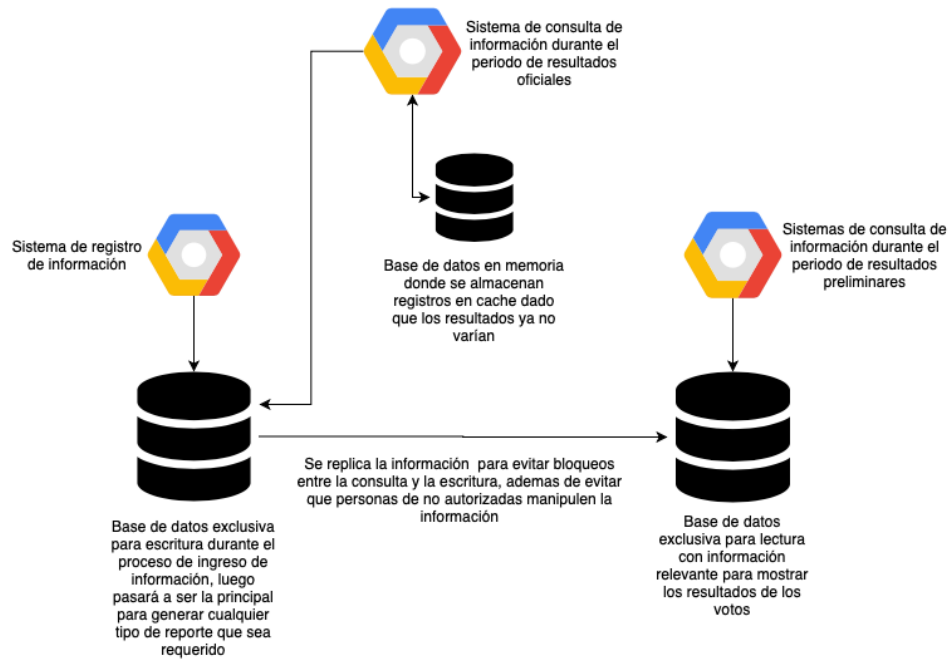 Sistema de consulta de
información durante el
periodo de resultados
oficiales
Sistema de registro
de información
Base de datos en memoria
donde se almacenan
registros en cache dado
que los resultados ya no
varían
Sistemas de consulta de
información durante el
periodo de resultados
preliminares
Se replica la información para evitar bloqueos
entre la consulta y la escritura, ademas de evitar
que personas de no autorizadas manipulen la
información
Base de datos exclusiva
para escritura durante el
proceso de ingreso de
información, luego
pasará a ser la principal
para generar cualquier
tipo de reporte que sea
requerido
Base de datos
exclusiva para lectura
con información
relevante para mostrar
los resultados de los
votos